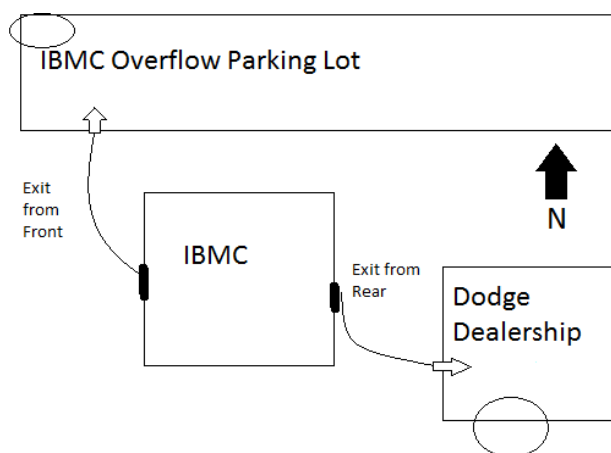 IBMC Overflow Parking Lot
Exit
from
Front
IBMC
N
Exit from
Rear
Dodge
Dealership